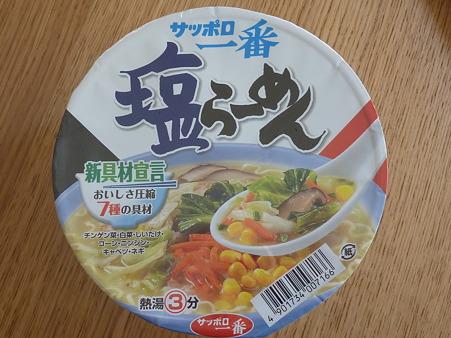 サッポロ
一番
塩らーめん
新具材宣言
おいしさ圧縮
7種の具材
チンゲン菜・白菜・しいたけ・
コーン・ニンジン・
キャベツ・ネギ
熱湯3分
紙
4 901734 007166
サッポロ
一番